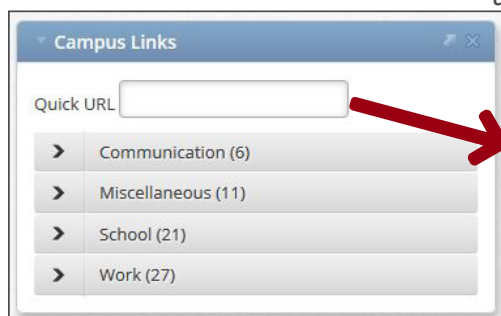 Campus Links
Quick URL
Communication (6)
Miscellaneous (11)
School (21)
Work (27)